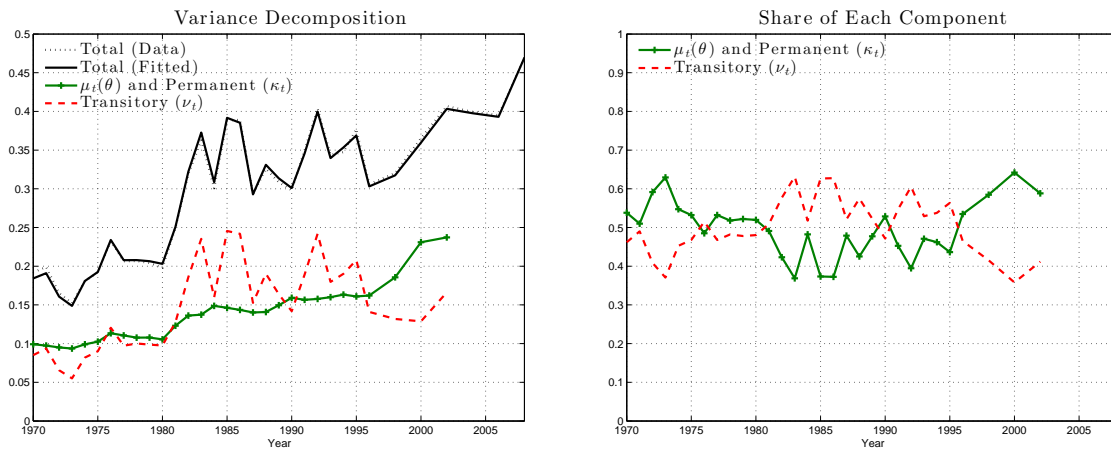 Variance Decomposition
0.5
0.45
0.4
0.35
0.3
0.25
0.2
0.15
0.1
0.05
0
Total (Data)
Total (Fitted)
μt(θ) and Permanent (κt)
Transitory (νt)
1970 1975 1980 1985 1990 1995 2000 2005
Year
Share of Each Component
1
0.9
0.8
0.7
0.6
0.5
0.4
0.3
0.2
0.1
0
μt(θ) and Permanent (κt)
Transitory (νt)
1970 1975 1980 1985 1990 1995 2000 2005
Year